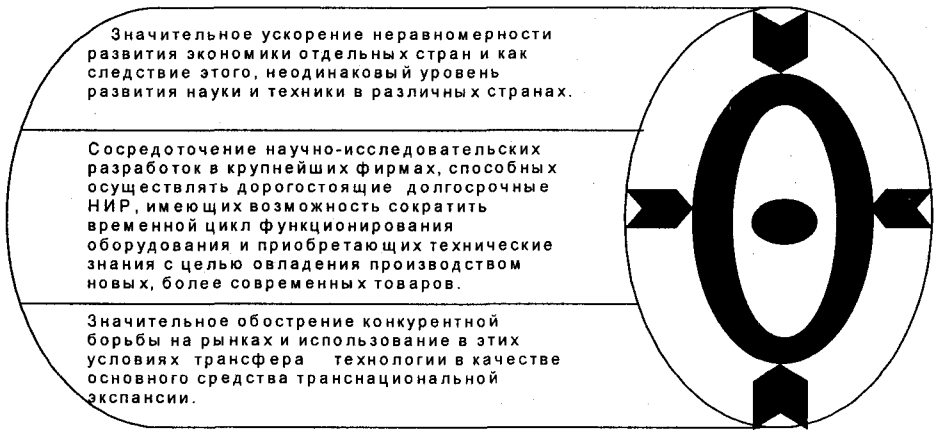 Значительное ускорение неравномерности
развития экономики отдельных стран и как
следствие этого, неодинаковый уровень
развития науки и техники в различных странах.
Сосредоточение научно-исследовательских
разработок в крупнейших фирмах, способных
осуществлять дорогостоящие долгосрочные
НИР, имеющих возможность сократить
временной цикл функционирования
оборудования и приобретающих технические
знания с целью овладения производством
новых, более современных товаров.
Значительное обострение конкурентной
борьбы на рынках и использование в этих
условиях трансфера технологии в качестве
основного средства транснациональной
экспансии.